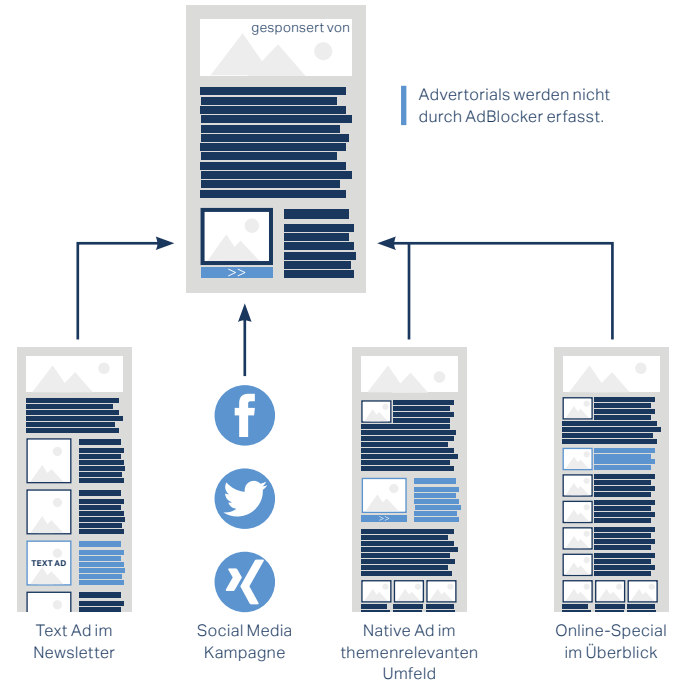 gesponsert von
Advertorials werden nicht
durch AdBlocker erfasst.
>>
>>
TEXT AD
Text Ad im
Newsletter
Social Media
Kampagne
Native Ad im
themenrelevanten
Umfeld
Online-Special
im Überblick